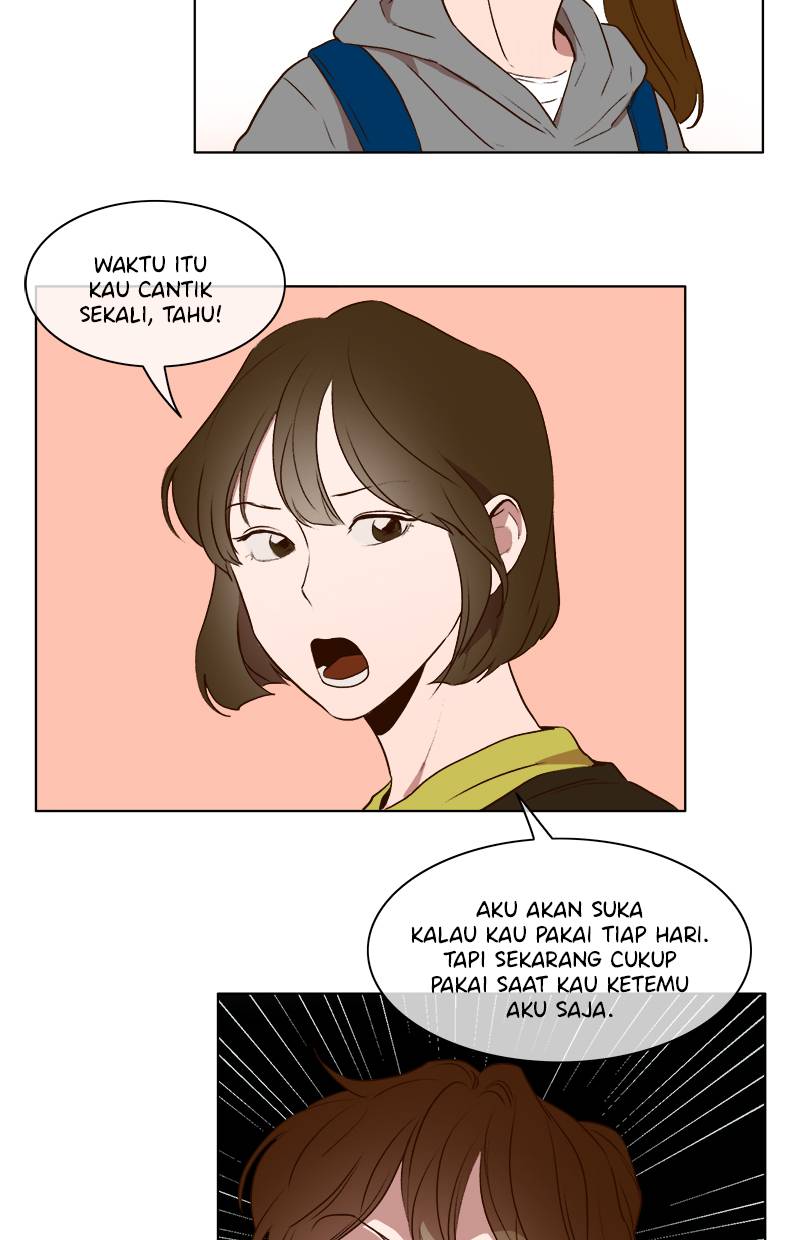 WAKTU ITU
KAU CANTIK
SEKALI, TAHU!
AKU AKAN SUKA
KALAU KAU PAKAI TIAP HARI.
TAPI SEKARANG CUKUP
PAKAI SAAT KAU KETEMU
AKU SAJA.